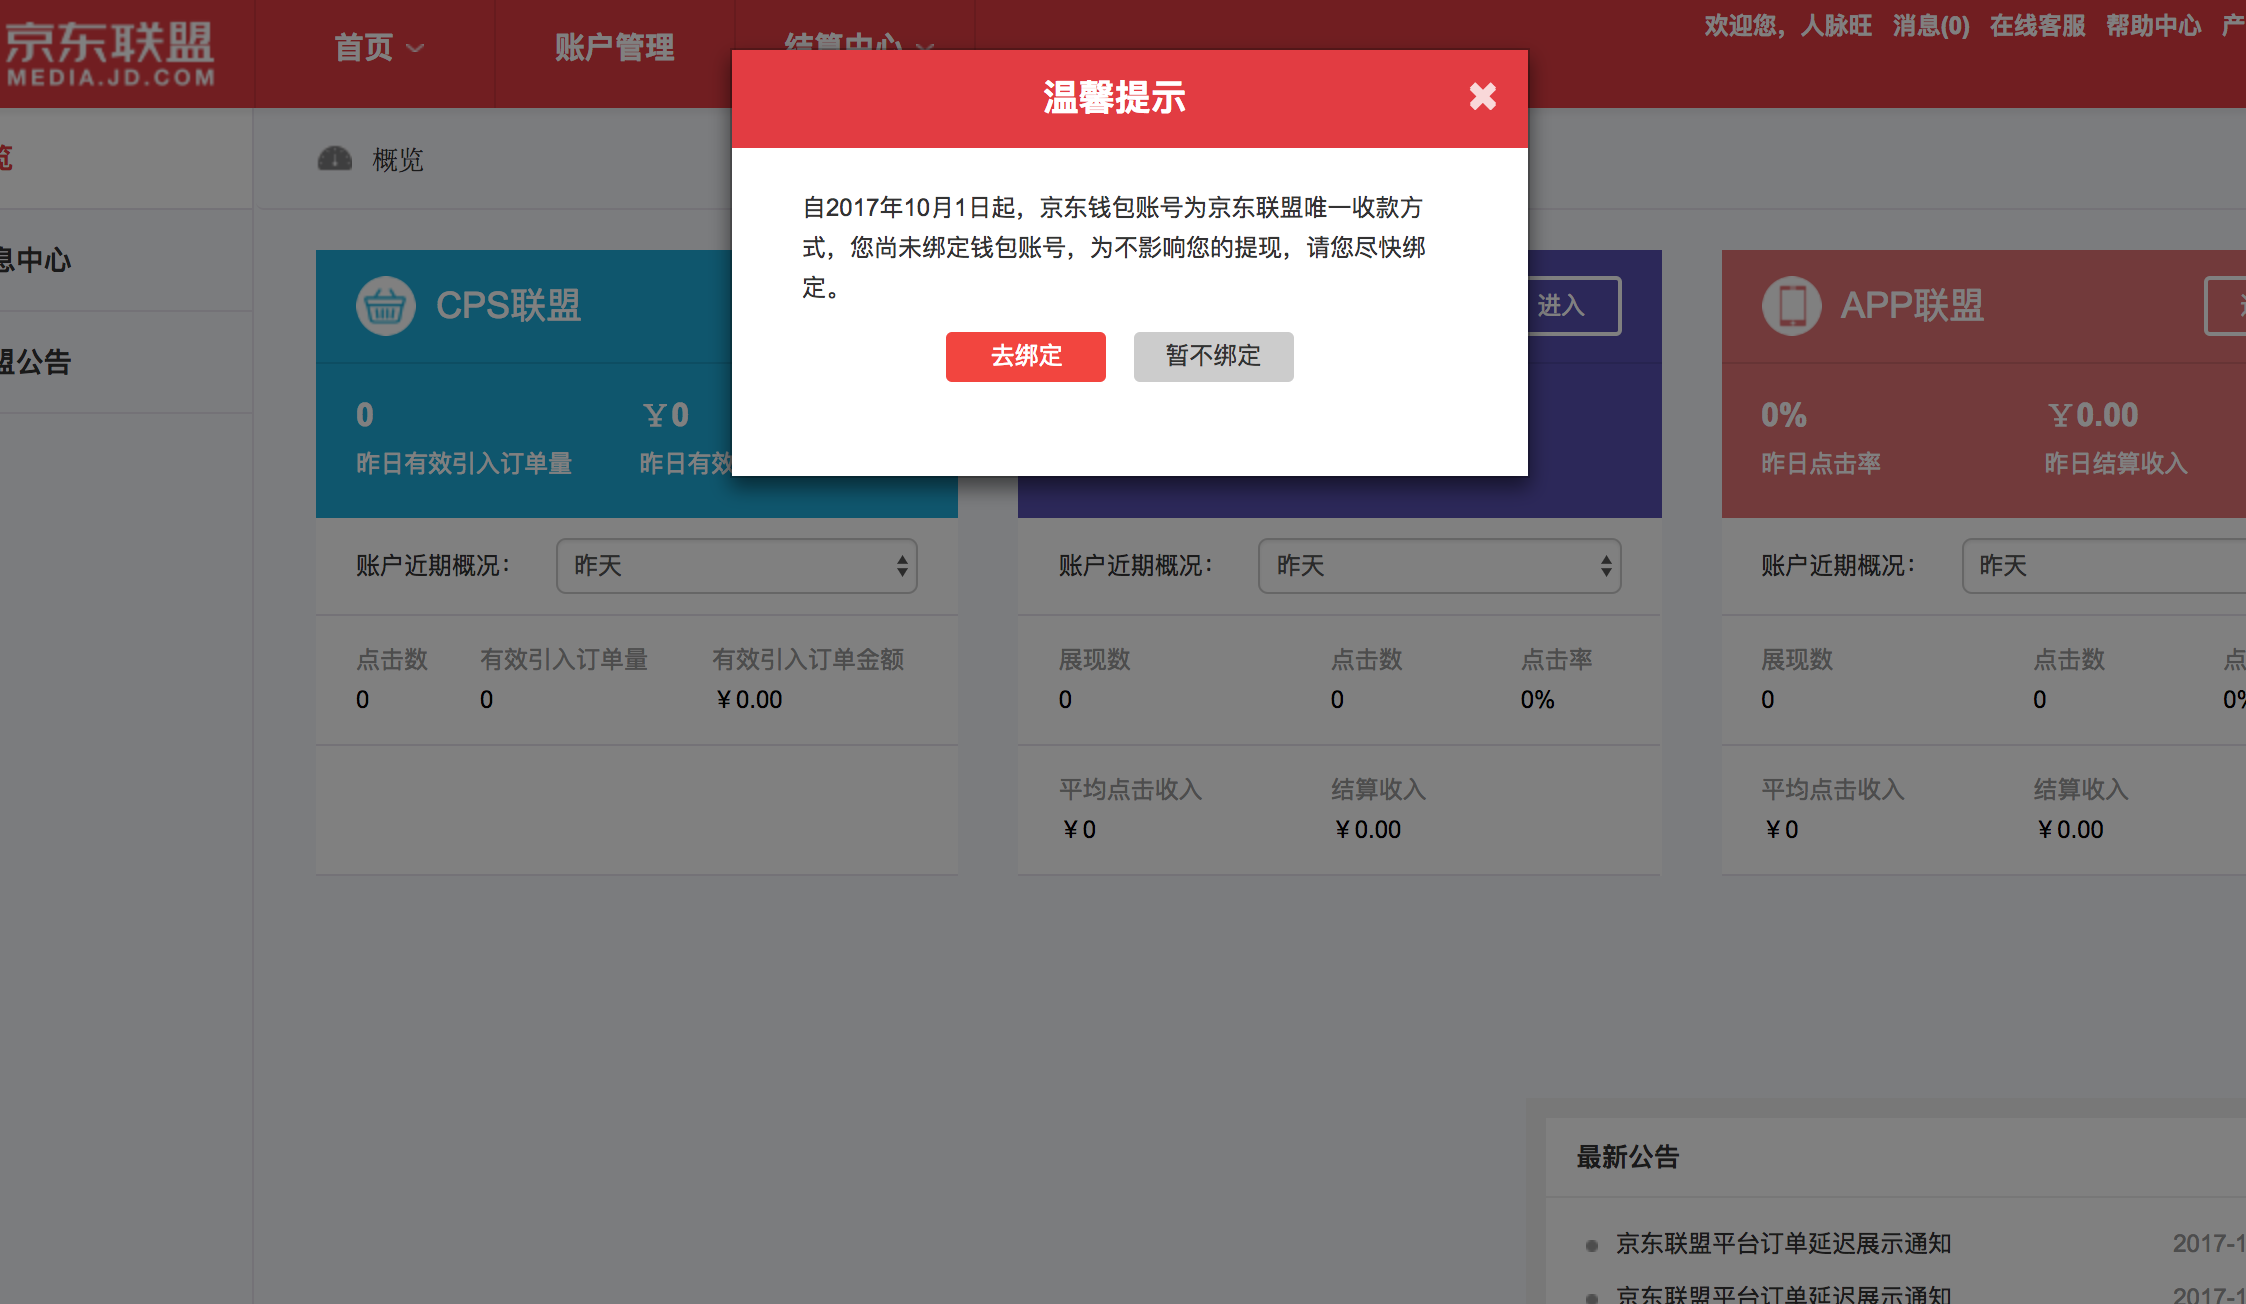 京东联盟
MEDIA.JD.COM
首页
账户管理
结算中心
欢迎您，人脉旺 消息(0) 在线客服 帮助中心 产
温馨提示
自2017年10月1日起，京东钱包账号为京东联盟唯一收款方
式，您尚未绑定钱包账号，为不影响您的提现，请您尽快绑
定。
去绑定
暂不绑定
览
概览
息中心
盟公告
CPS联盟
0
￥0
昨日有效引入订单量
昨日有效
账户近期概况：
昨天
点击数 有效引入订单量 有效引入订单金额
0 0 ￥0.00
进入
账户近期概况：
昨天
展现数 点击数 点击率
0 0 0%
平均点击收入 结算收入
￥0 ￥0.00
APP联盟
0% ￥0.00
昨日点击率 昨日结算收入
账户近期概况：
昨天
展现数 点击数 点
0 0 0%
平均点击收入 结算收入
￥0 ￥0.00
最新公告
京东联盟平台订单延迟展示通知 2017-1
京东联盟平台订单延迟展示通知 2017-1